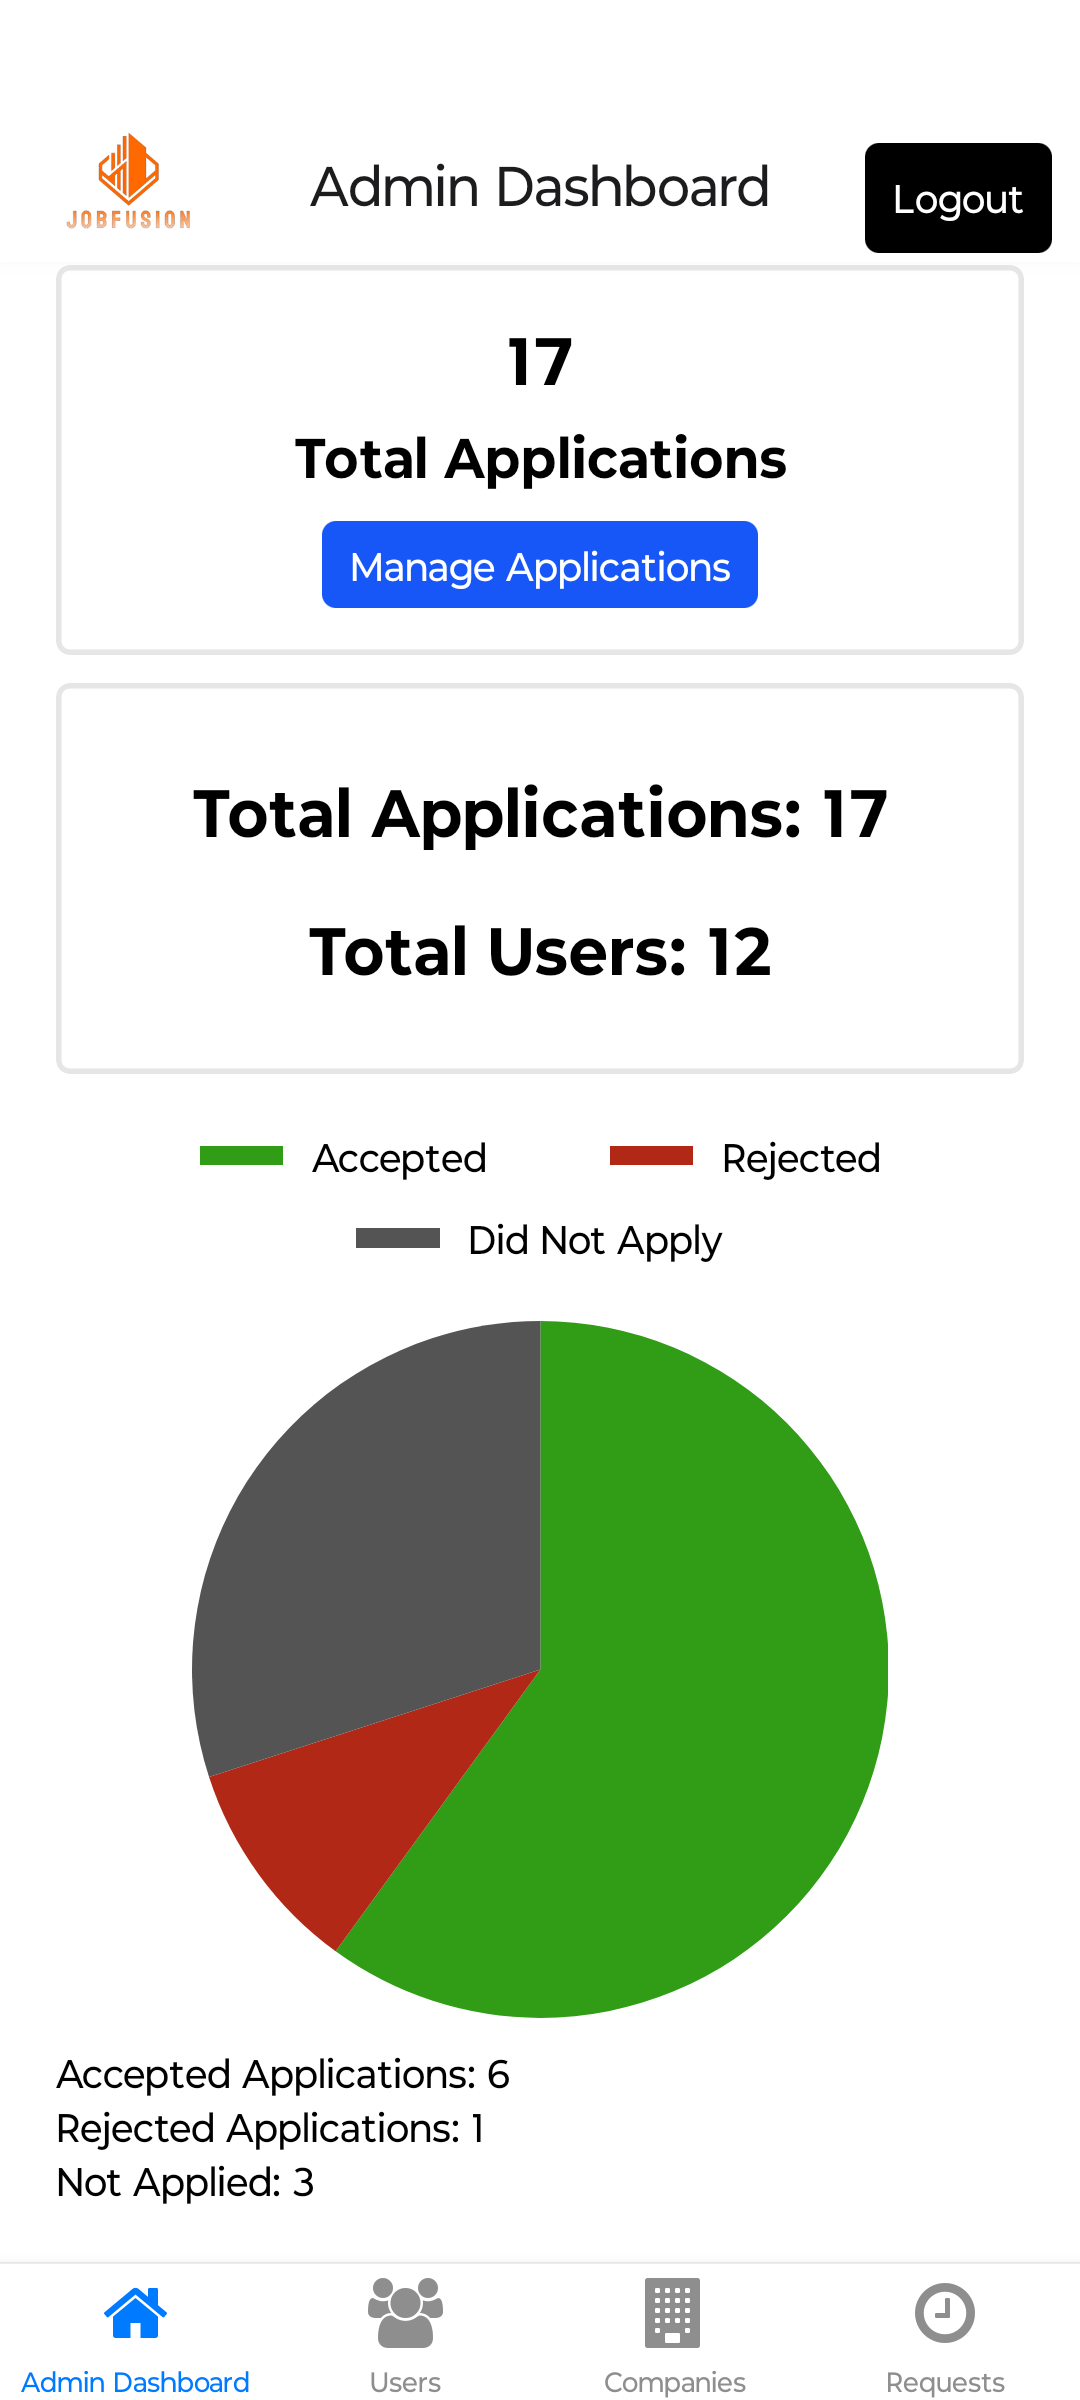 JOBFUSION
Admin Dashboard
Logout
17
Total Applications
Manage Applications
Total Applications: 17
Total Users: 12
Accepted
Rejected
Did Not Apply
Accepted Applications: 6
Rejected Applications: 1
Not Applied: 3
Admin Dashboard
Users
Companies
Requests